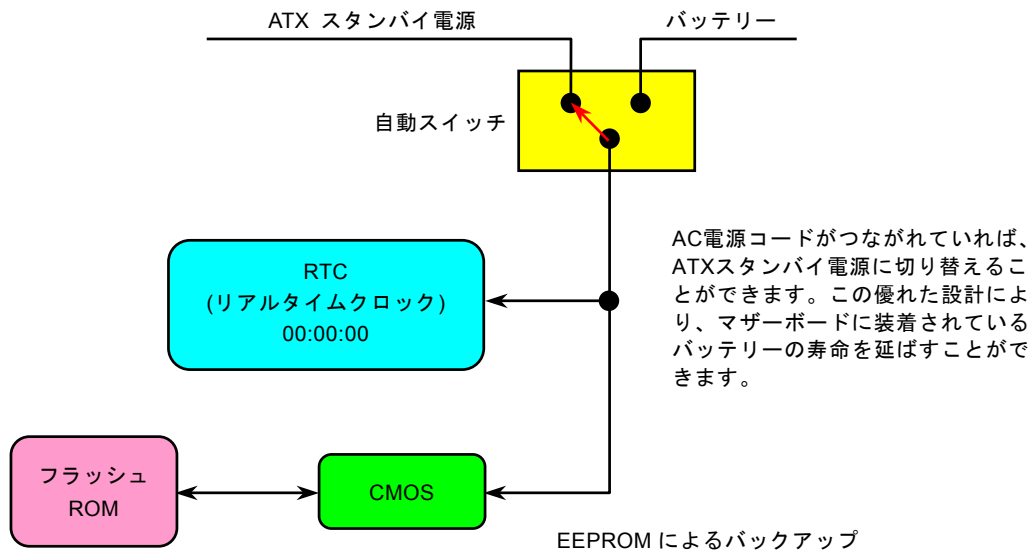 ATX スタンバイ電源
バッテリー
自動スイッチ
AC電源コードがつながれていれば、
ATXスタンバイ電源に切り替えるこ
とができます。この優れた設計によ
り、マザーボードに装着されている
バッテリーの寿命を延ばすことがで
きます。
RTC
(リアルタイムクロック)
00:00:00
フラッシュ
ROM
CMOS
EEPROM によるバックアップ